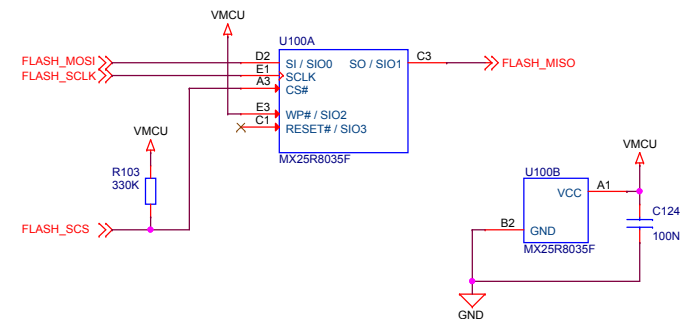 VMCU
U100A
FLASH_MOSI
D2
SI / SIO0
SO / SIO1
C3
FLASH_MISO
FLASH_SCLK
E1
SCLK
A3
CS#
E3
WP# / SIO2
C1
RESET# / SIO3
MX25R8035F
VMCU
R103
330K
FLASH_SCS
VMCU
U100B
VCC
A1
C124
100N
B2
GND
MX25R8035F
GND